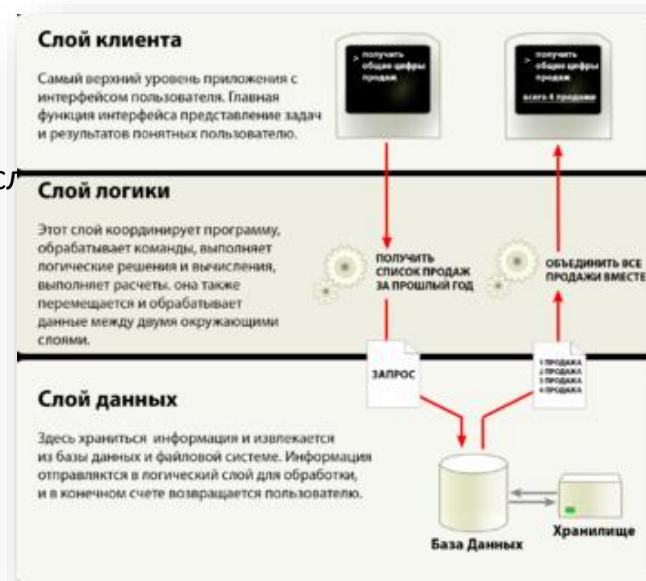 Слой клиента
Самый верхний уровень приложения с
интерфейсом пользователя. Главная
функция интерфейса представление задач
и результатов понятных пользователю.
> получить
общие цифры
продаж
> получить
общие цифры
продаж
всего 4 продажи
сл
Слой логики
Этот слой координирует программу,
обрабатывает команды, выполняет
логические решения и вычисления,
выполняет расчеты. она также
перемещается и обрабатывает
данные между двумя окружающими
слоями.
ПОЛУЧИТЬ
СПИСОК ПРОДАЖ
ЗА ПРОШЛЫЙ ГОД
ОБЪЕДИНИТЬ ВСЕ
ПРОДАЖИ ВМЕСТЕ
ЗАПРОС
1 ПРОДАЖА
2 ПРОДАЖА
3 ПРОДАЖА
4 ПРОДАЖА
Слой данных
Здесь храниться информация и извлекается
из базы данных и файловой системе. Информация
отправляктся в логический слой для обработки,
и в конечном счете возвращается пользователю.
База Данных
Хранилище